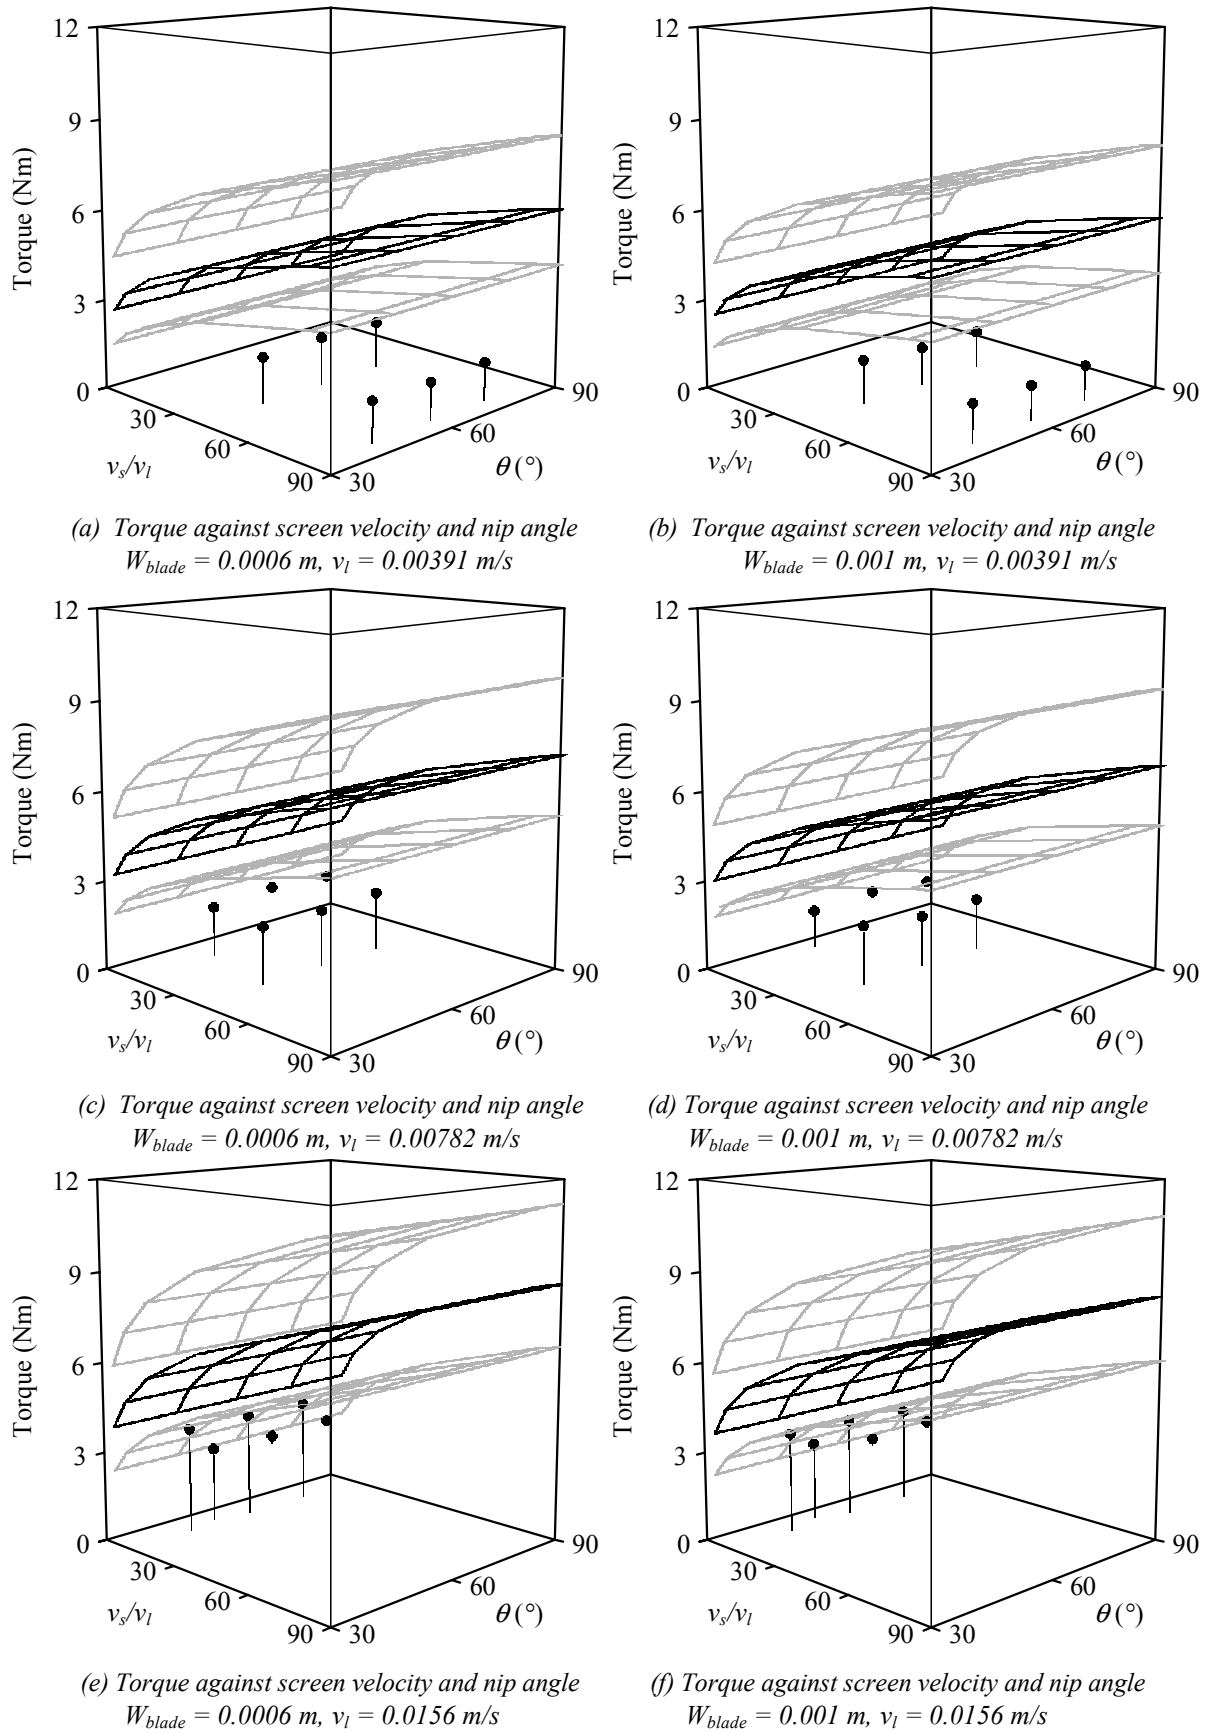 12 12
9 9
Torque (Nm) Torque (Nm)
6 6
3 3
0 90 0 90
30 60 30 60
60 60
vs/vl θ (°) vs/vl θ (°)
90 30 90 30
(a) Torque against screen velocity and nip angle (b) Torque against screen velocity and nip angle
Wblade = 0.0006 m, vl = 0.00391 m/s Wblade = 0.001 m, vl = 0.00391 m/s
12 12
9 9
Torque (Nm) Torque (Nm)
6 6
3 3
0 90 0 90
30 60 30 60
60 60
vs/vl θ (°) vs/vl θ (°)
90 30 90 30
(c) Torque against screen velocity and nip angle (d) Torque against screen velocity and nip angle
Wblade = 0.0006 m, vl = 0.00782 m/s Wblade = 0.001 m, vl = 0.00782 m/s
12 12
9 9
Torque (Nm) Torque (Nm)
6 6
3 3
0 90 0 90
30 60 30 60
60 60
vs/vl θ (°) vs/vl θ (°)
90 30 90 30
(e) Torque against screen velocity and nip angle (f) Torque against screen velocity and nip angle
Wblade = 0.0006 m, vl = 0.0156 m/s Wblade = 0.001 m, vl = 0.0156 m/s